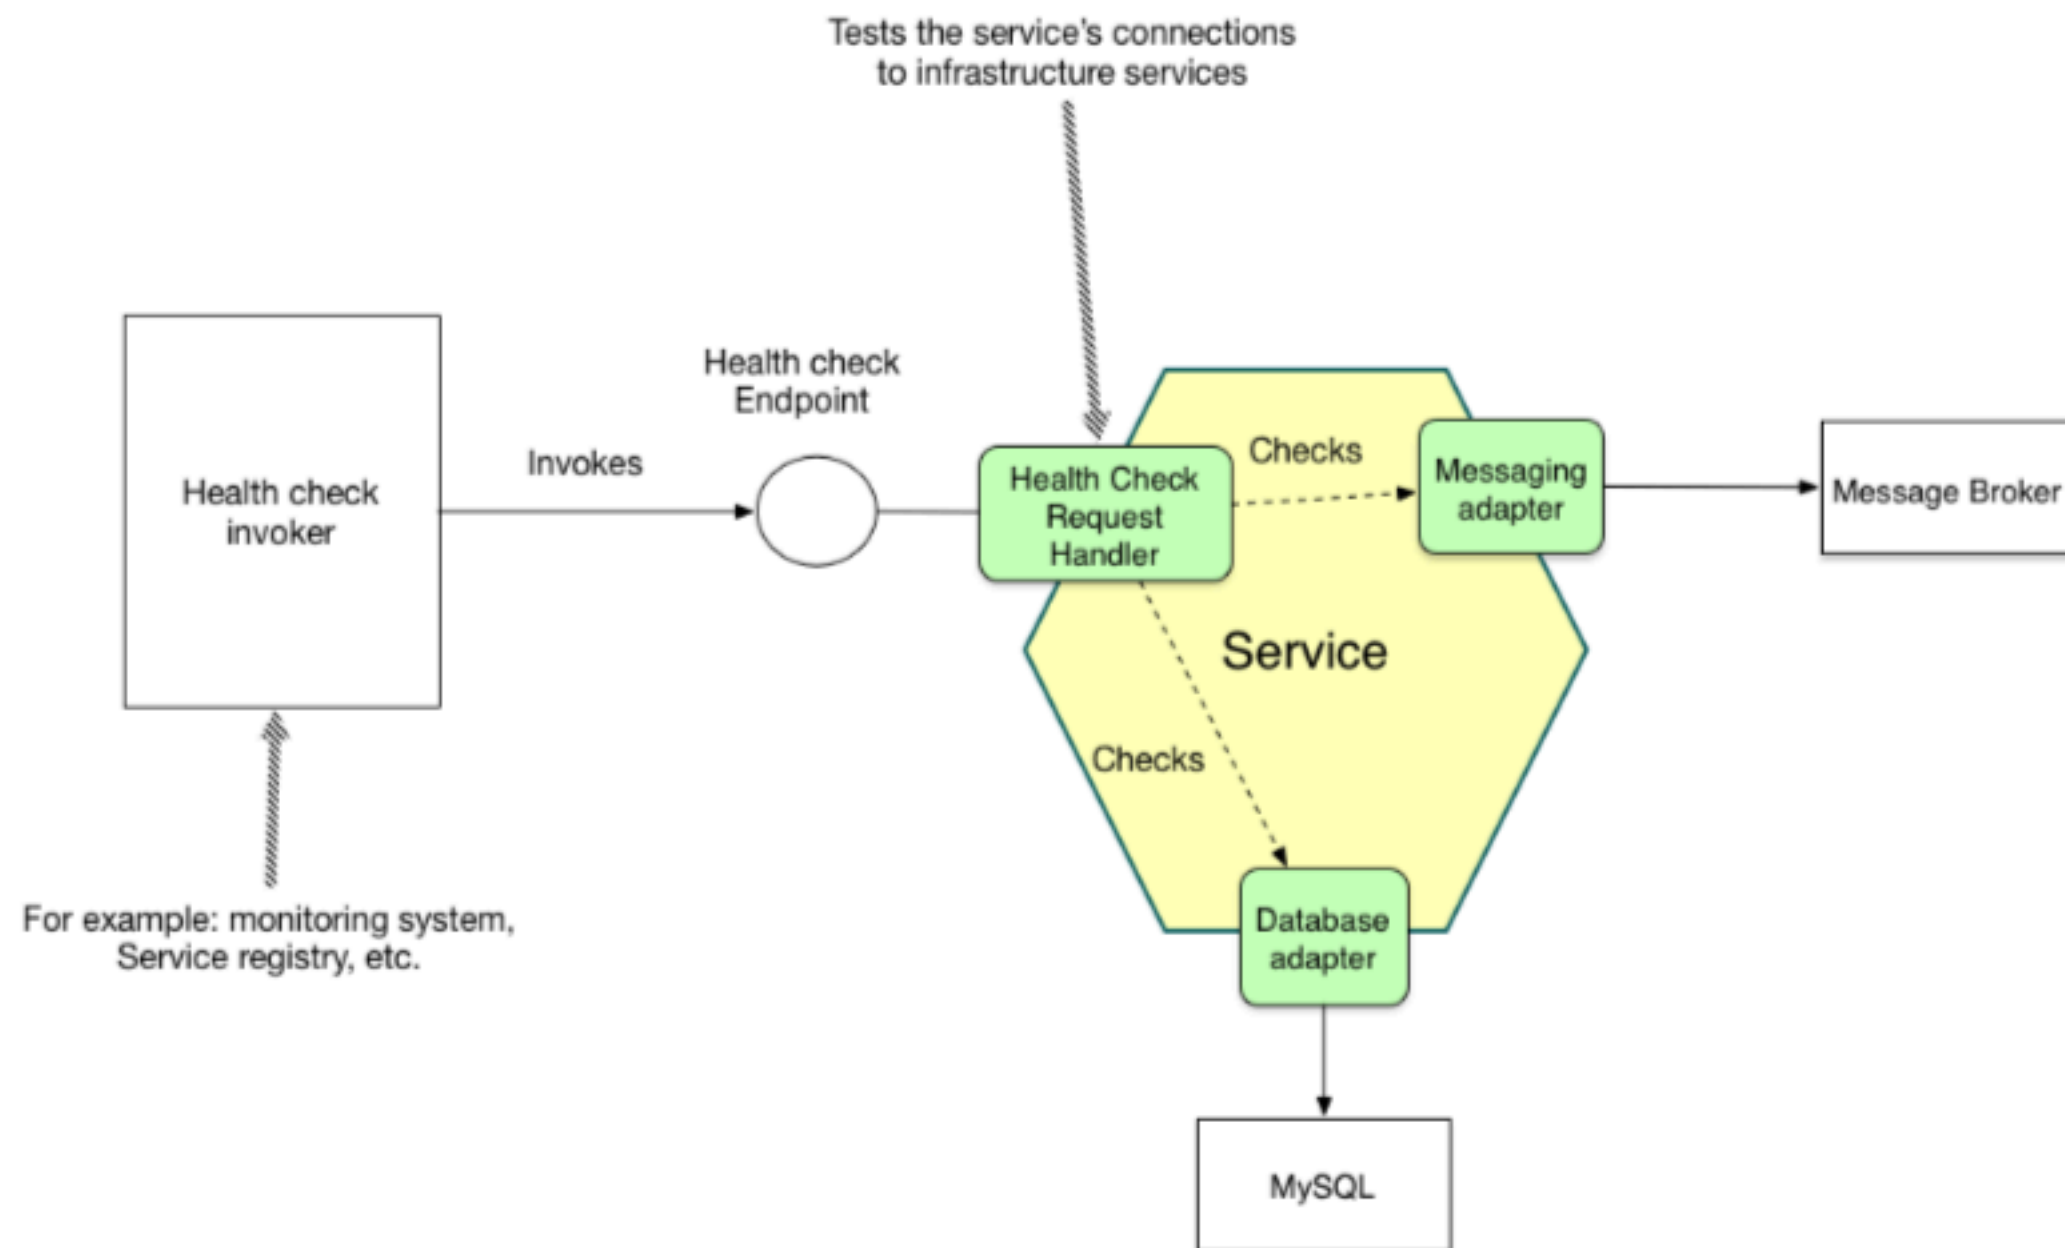 Tests the service's connections
to infrastructure services
Health check
Endpoint
Health check
invoker
Invokes
Health Check
Request
Handler
Checks
Messaging
adapter
Message Broker
Service
Checks
Database
adapter
For example: monitoring system,
Service registry, etc.
MySQL